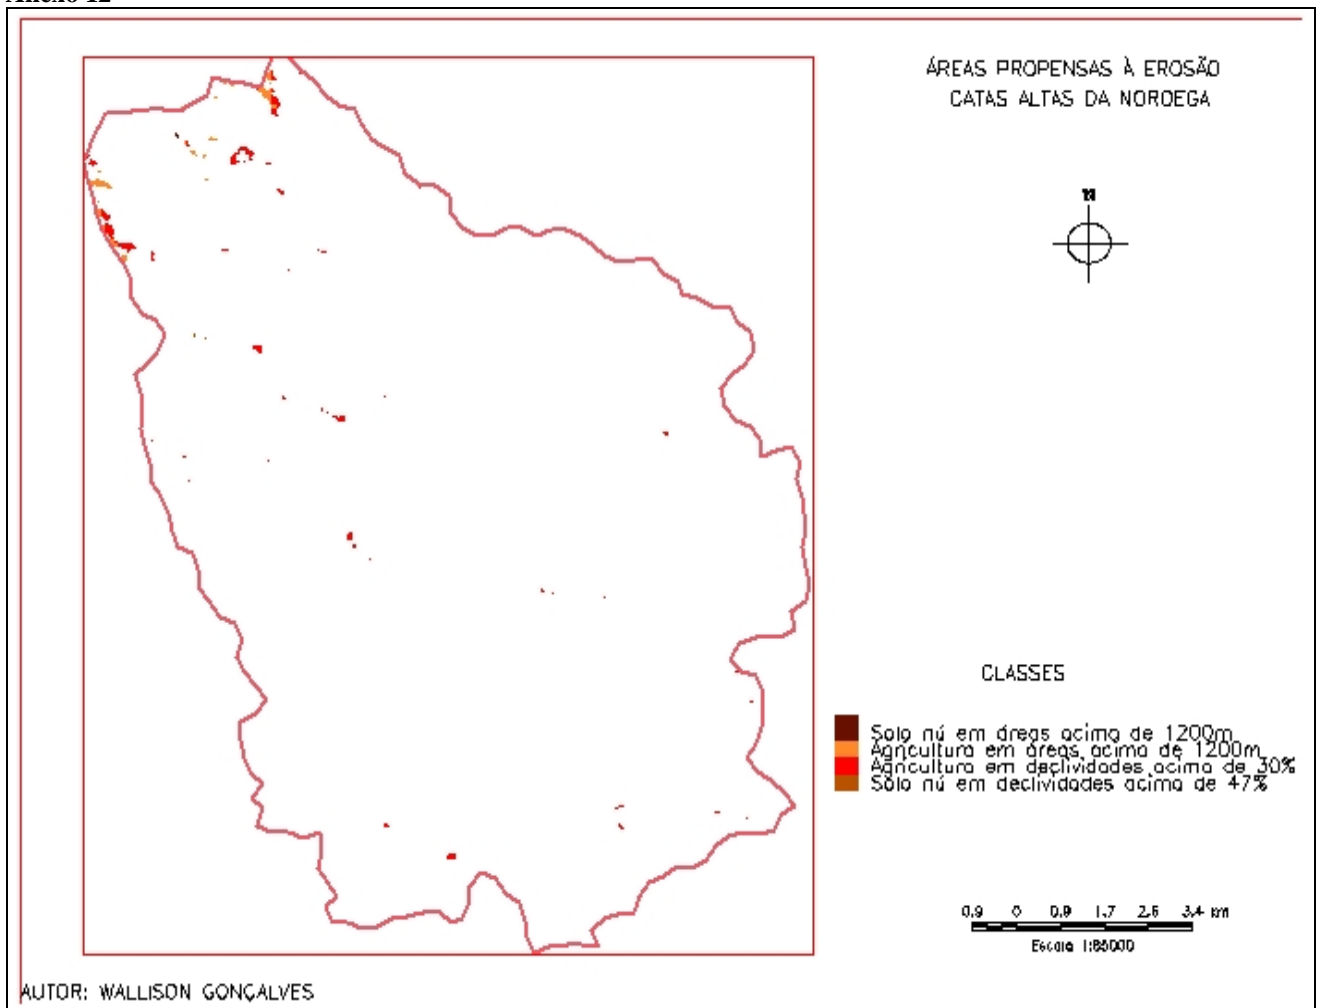 Anexo 12
ÁREAS PROPENSAS À EROSÃO
CATAS ALTAS DA NOROEGA
N
CLASSES
Solo nú em áreas acima de 1200m
Agricultura em áreas acima de 1200m
Agricultura em declividades acima de 30%
Solo nú em declividades acima de 47%
0.9 0 0.9 1.7 2.6 3.4 km
Escala 1:85000
AUTOR: WALLISON GONÇALVES